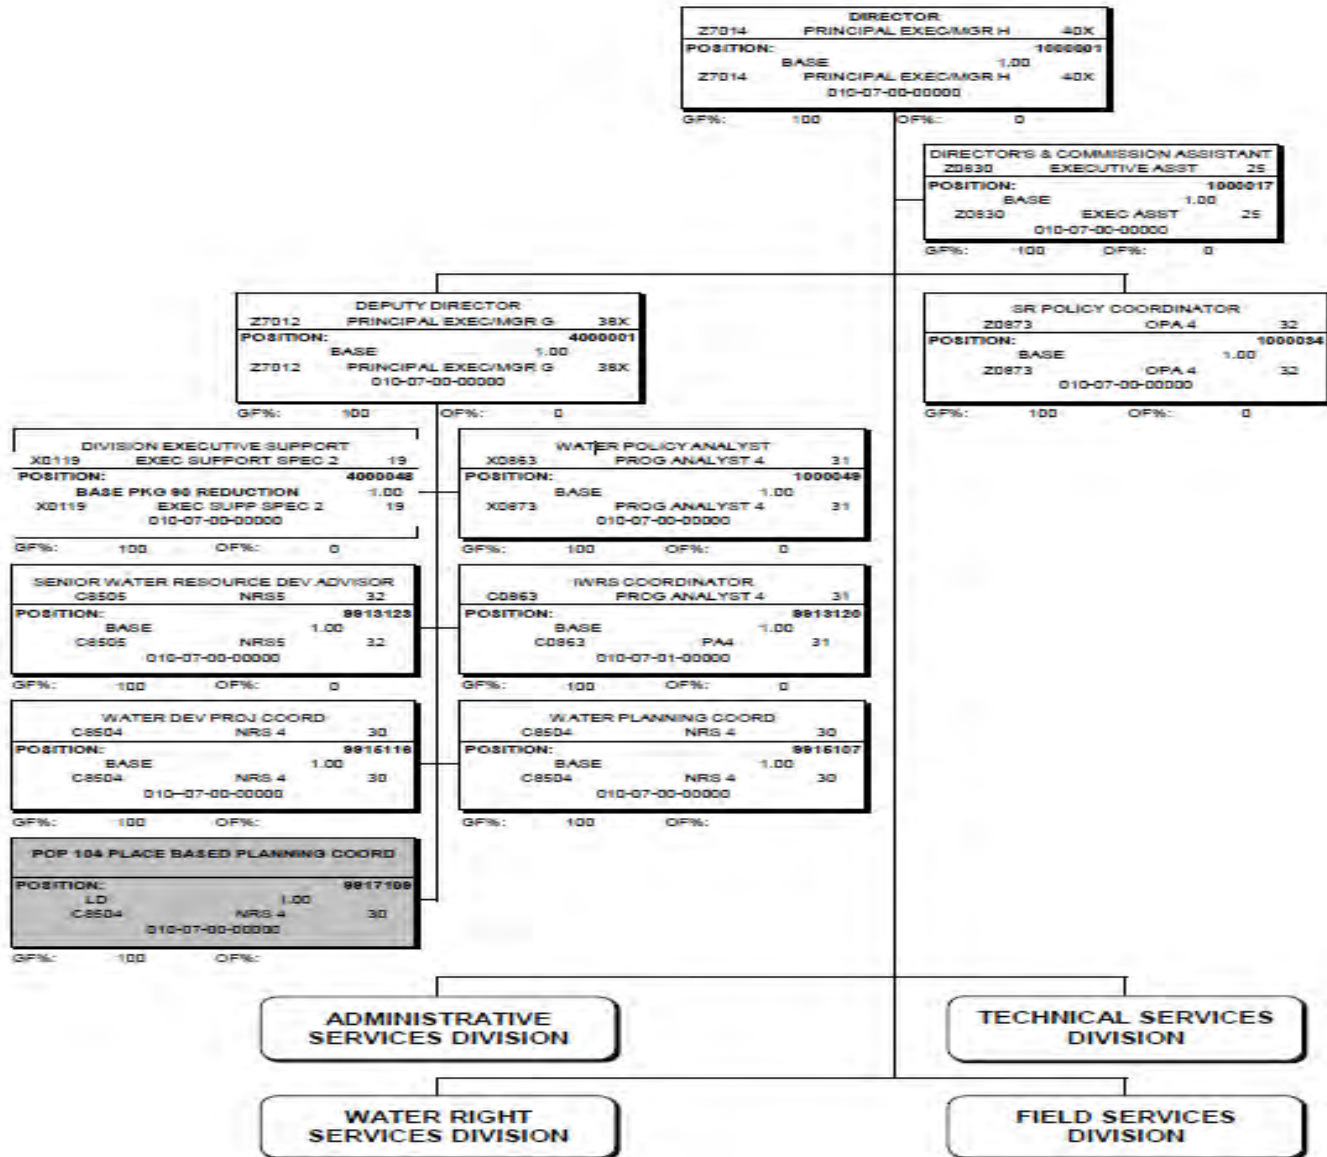 DIRECTOR
Z7014 PRINCIPAL EXEC/MGR H 40X
POSITION: 1000001
BASE 1.00
Z7014 PRINCIPAL EXEC/MGR H 40X
010-07-00-00000
GF%: 100 OF%: 0
DIRECTOR'S & COMMISSION ASSISTANT
Z0830 EXECUTIVE ASST 25
POSITION: 1000017
BASE 1.00
Z0830 EXEC ASST 25
010-07-00-00000
GF%: 100 OF%: 0
DEPUTY DIRECTOR
Z7012 PRINCIPAL EXEC/MGR G 38X
POSITION: 4000001
BASE 1.00
Z7012 PRINCIPAL EXEC/MGR G 38X
010-07-00-00000
GF%: 100 OF%: 0
SR POLICY COORDINATOR
Z0873 OPA 4 32
POSITION: 1000034
BASE 1.00
Z0873 OPA 4 32
010-07-00-00000
GF%: 100 OF%: 0
DIVISION EXECUTIVE SUPPORT
X0119 EXEC SUPPORT SPEC 2 19
POSITION: 4000048
BASE PKG 90 REDUCTION 1.00
X0119 EXEC SUPP SPEC 2 19
010-07-00-00000
GF%: 100 OF%: 0
WATER POLICY ANALYST
X0863 PROG ANALYST 4 31
POSITION: 1000049
BASE 1.00
X0873 PROG ANALYST 4 31
010-07-00-00000
GF%: 100 OF%: 0
SENIOR WATER RESOURCE DEV ADVISOR
C8505 NRS5 32
POSITION: 9913123
BASE 1.00
C8505 NRS5 32
010-07-00-00000
GF%: 100 OF%: 0
IWRS COORDINATOR
C0863 PROG ANALYST 4 31
POSITION: 9913120
BASE 1.00
C0863 PA4 31
010-07-01-00000
GF%: 100 OF%: 0
WATER DEV PROJ COORD
C8504 NRS 4 30
POSITION: 9915116
BASE 1.00
C8504 NRS 4 30
010--07-00-00000
GF%: 100 OF%:
WATER PLANNING COORD
C8504 NRS 4 30
POSITION: 9915107
BASE 1.00
C8504 NRS 4 30
010-07-00-00000
GF%: 100 OF%:
POP 104 PLACE BASED PLANNING COORD
POSITION: 9917109
LD 1.00
C8504 NRS 4 30
010-07-00-00000
GF%: 100 OF%:
ADMINISTRATIVE
SERVICES DIVISION
TECHNICAL SERVICES
DIVISION
WATER RIGHT
SERVICES DIVISION
FIELD SERVICES
DIVISION